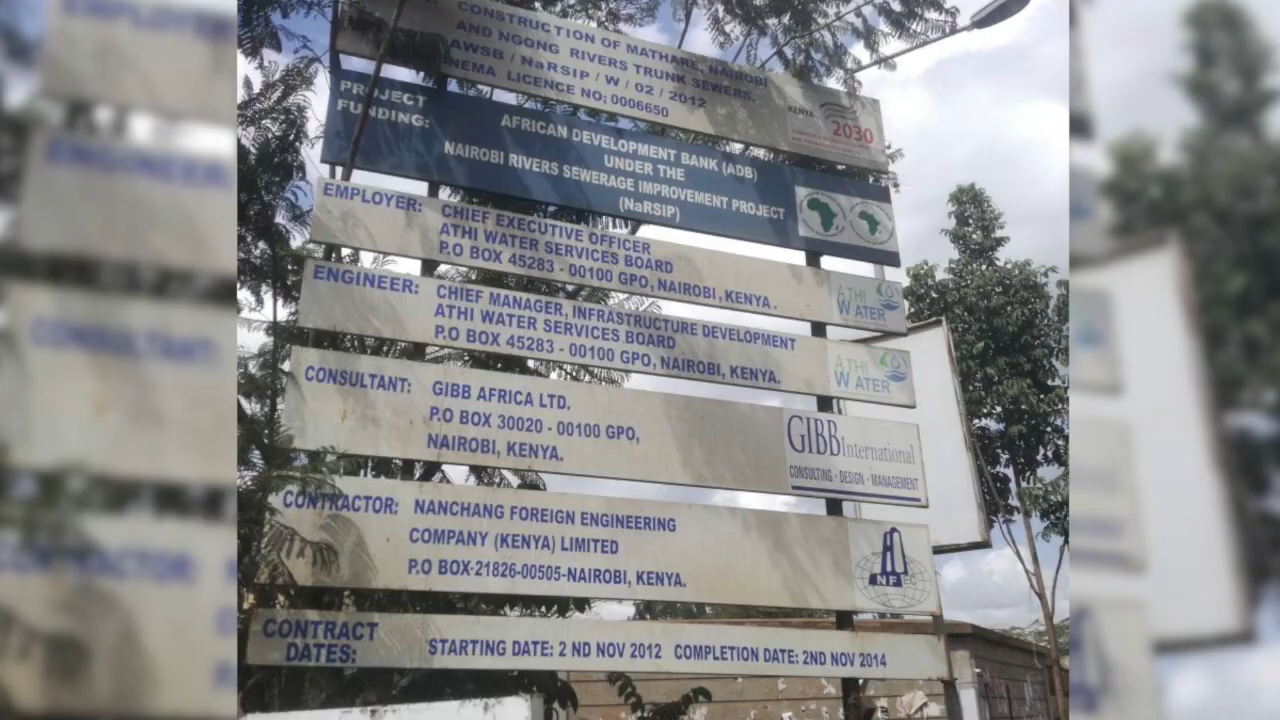 CONSTRUCTION OF MATHARE, NAIROBI
AND NGONG RIVERS TRUNK SEWERS.
AWSB / NaRSIP / W / 02 / 2012
NEMA LICENCE NO; 0006650
KENYA
2030
PROJECT
FUNDING:
AFRICAN DEVELOPMENT BANK (ADB)
UNDER THE
NAIROBI RIVERS SEWERAGE IMPROVEMENT PROJECT
(NaRSIP)
EMPLOYER: CHIEF EXECUTIVE OFFICER
ATHI WATER SERVICES BOARD
P.O BOX 45283 - 00100 GPO, NAIROBI, KENYA.
ATHI
WATER
ENGINEER: CHIEF MANAGER, INFRASTRUCTURE DEVELOPMENT
ATHI WATER SERVICES BOARD
P.O BOX 45283 - 00100 GPO, NAIROBI, KENYA.
ATHI
WATER
CONSULTANT: GIBB AFRICA LTD.
P.O BOX 30020 - 00100 GPO,
NAIROBI, KENYA.
GIBB International
CONSULTING - DESIGN - MANAGEMENT
CONTRACTOR: NANCHANG FOREIGN ENGINEERING
COMPANY (KENYA) LIMITED
P.O BOX-21826-00505-NAIROBI, KENYA.
NFEC
CONTRACT
DATES:
STARTING DATE: 2 ND NOV 2012 COMPLETION DATE: 2ND NOV 2014